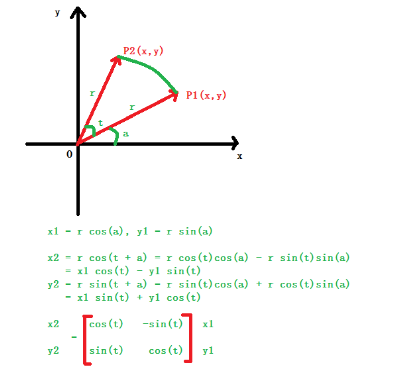 y
P2(x,y)
r
r
P1(x,y)
t
a
0
x
x1 = r cos(a), y1 = r sin(a)
x2 = r cos(t + a) = r cos(t)cos(a) - r sin(t)sin(a)
= x1 cos(t) - y1 sin(t)
y2 = r sin(t + a) = r sin(t)cos(a) + r cos(t)sin(a)
= x1 sin(t) + y1 cos(t)
x2 cos(t) -sin(t) x1
=
y2 sin(t) cos(t) y1